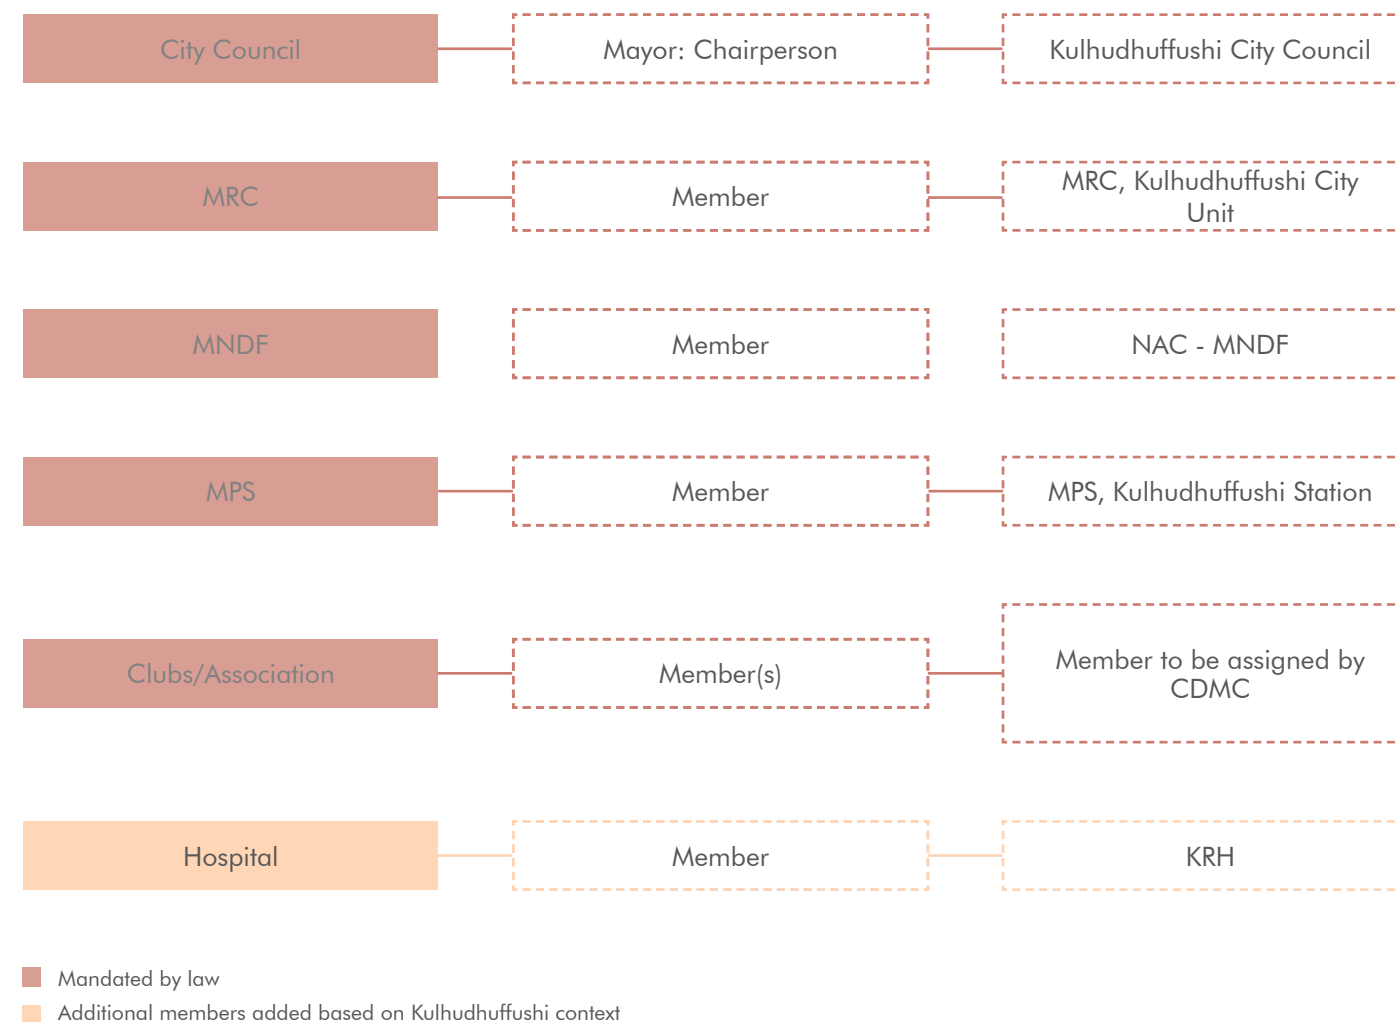 City Council
Mayor: Chairperson
Kulhudhuffushi City Council
MRC
Member
MRC, Kulhudhuffushi City
Unit
MNDF
Member
NAC - MNDF
MPS
Member
MPS, Kulhudhuffushi Station
Clubs/Association
Member(s)
Member to be assigned by
CDMC
Hospital
Member
KRH
Mandated by law
Additional members added based on Kulhudhuffushi context